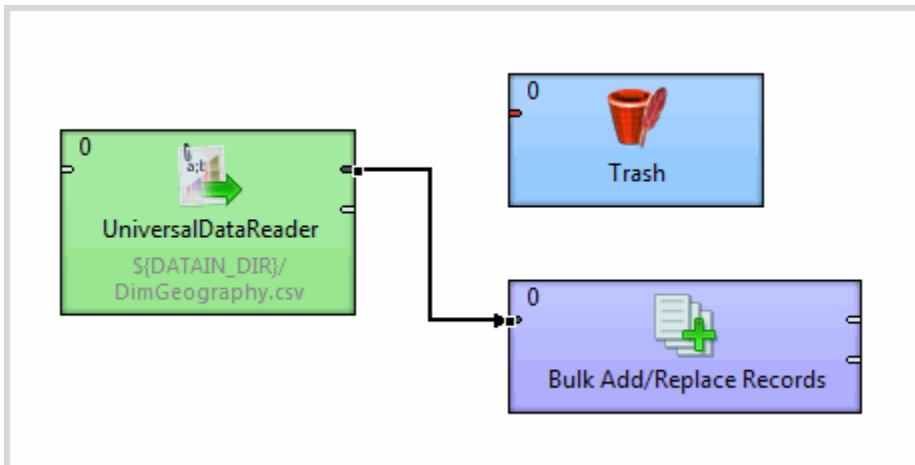 0
a;b
UniversalDataReader
${DATAIN_DIR}/
DimGeography.csv
0
Trash
0
Bulk Add/Replace Records